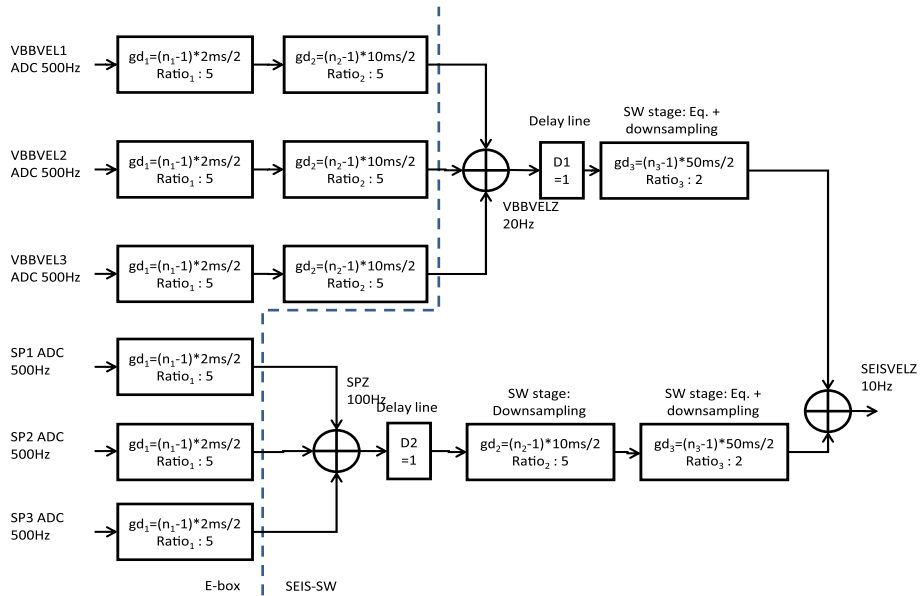 VBBVEL1
ADC 500Hz
gd1=(n1-1)*2ms/2
Ratio1 : 5
gd2=(n2-1)*10ms/2
Ratio2 : 5
VBBVEL2
ADC 500Hz
gd1=(n1-1)*2ms/2
Ratio1 : 5
gd2=(n2-1)*10ms/2
Ratio2 : 5
VBBVELZ
20Hz
Delay line
D1
=1
SW stage: Eq. +
downsampling
gd3=(n3-1)*50ms/2
Ratio3 : 2
VBBVEL3
ADC 500Hz
gd1=(n1-1)*2ms/2
Ratio1 : 5
gd2=(n2-1)*10ms/2
Ratio2 : 5
SP1 ADC
500Hz
gd1=(n1-1)*2ms/2
Ratio1 : 5
SP2 ADC
500Hz
gd1=(n1-1)*2ms/2
Ratio1 : 5
SP3 ADC
500Hz
gd1=(n1-1)*2ms/2
Ratio1 : 5
SPZ
100Hz
Delay line
D2
=1
SW stage:
Downsampling
gd2=(n2-1)*10ms/2
Ratio2 : 5
SW stage: Eq. +
downsampling
gd3=(n3-1)*50ms/2
Ratio3 : 2
SEISVELZ
10Hz
E-box
SEIS-SW